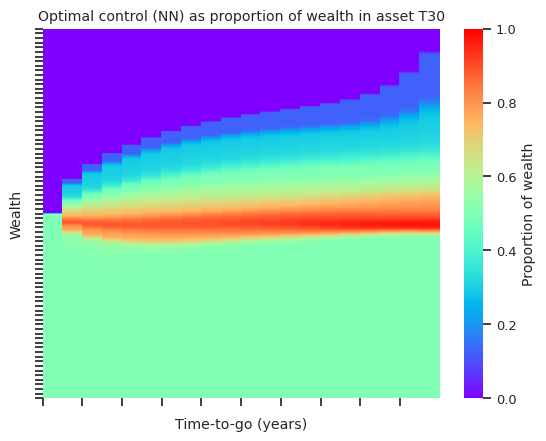 Optimal control (NN) as proportion of wealth in asset T30
Wealth
Time-to-go (years)
1.0
0.8
0.6
0.4
0.2
0.0
Proportion of wealth